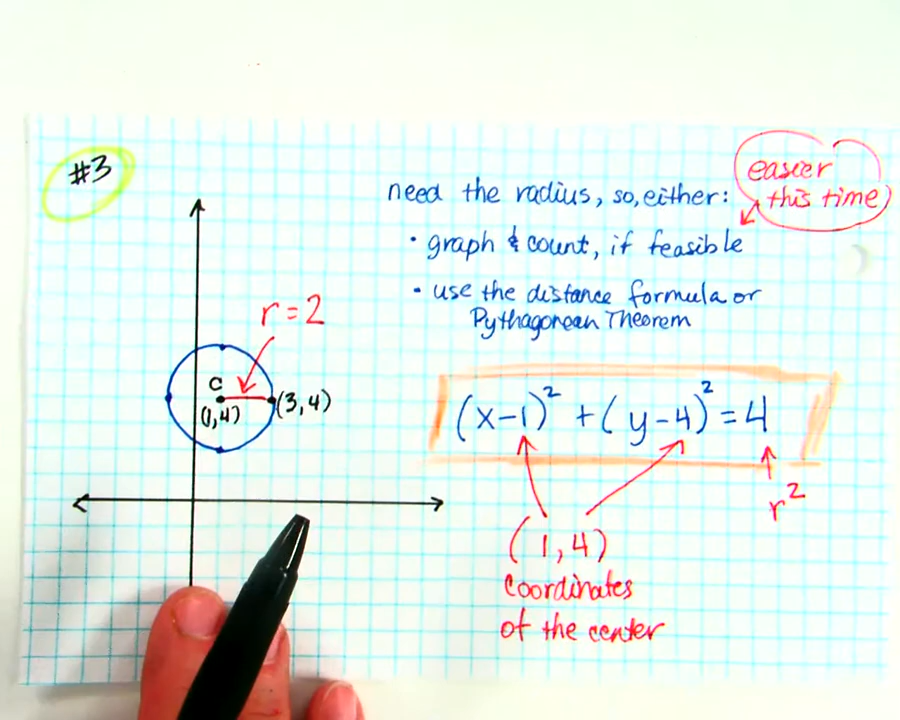 #3
need the radius, so, either:
easier
this time)
• graph & count, if feasible
• use the distance formula or
Pythagorean Theorem
r = 2
C
(1,4)
(3,4)
(x-1)² + (y-4)² = 4
r²
(1,4)
Coordinates
of the center